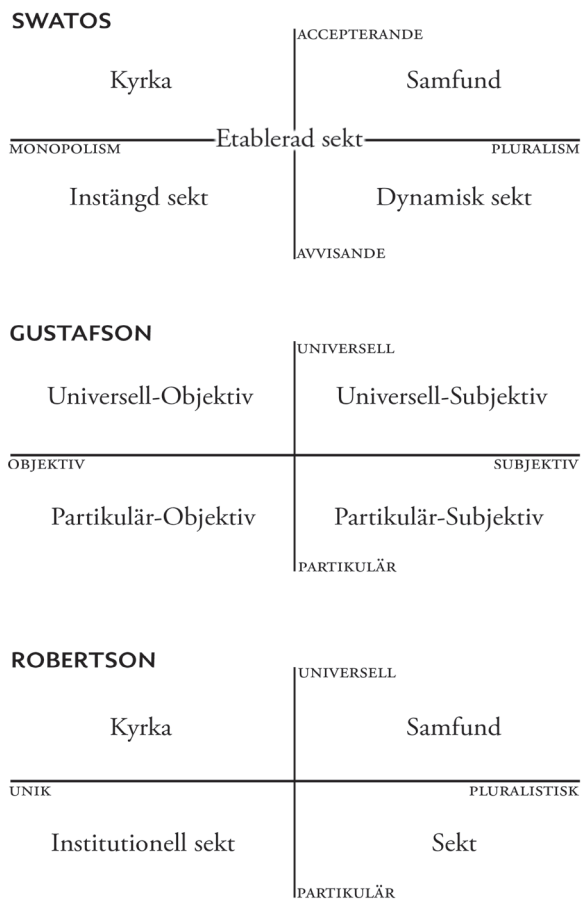 SWATOS
ACCEPTERANDE
Kyrka Samfund
Etablerad sekt
MONOPOLISM PLURALISM
Instängd sekt Dynamisk sekt
AVVISANDE
GUSTAFSON
UNIVERSELL
Universell-Objektiv Universell-Subjektiv
OBJEKTIV SUBJEKTIV
Partikulär-Objektiv Partikulär-Subjektiv
PARTIKULÄR
ROBERTSON
UNIVERSELL
Kyrka Samfund
UNIK PLURALISTISK
Institutionell sekt Sekt
PARTIKULÄR